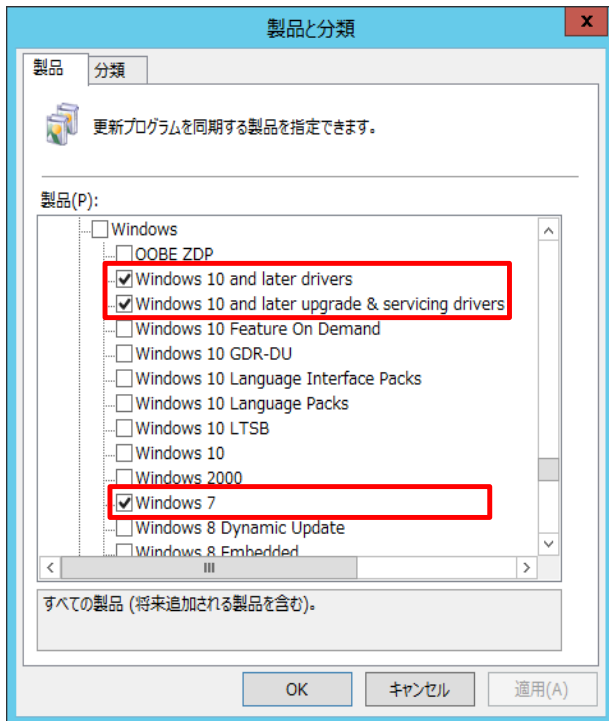 製品と分類
x
製品
分類
更新プログラムを同期する製品を指定できます。
製品(P):
Windows
OOBE ZDP
Windows 10 and later drivers
Windows 10 and later upgrade & servicing drivers
Windows 10 Feature On Demand
Windows 10 GDR-DU
Windows 10 Language Interface Packs
Windows 10 Language Packs
Windows 10 LTSB
Windows 10
Windows 2000
Windows 7
Windows 8 Dynamic Update
Windows 8 Embedded
すべての製品 (将来追加される製品を含む)。
OK
キャンセル
適用(A)